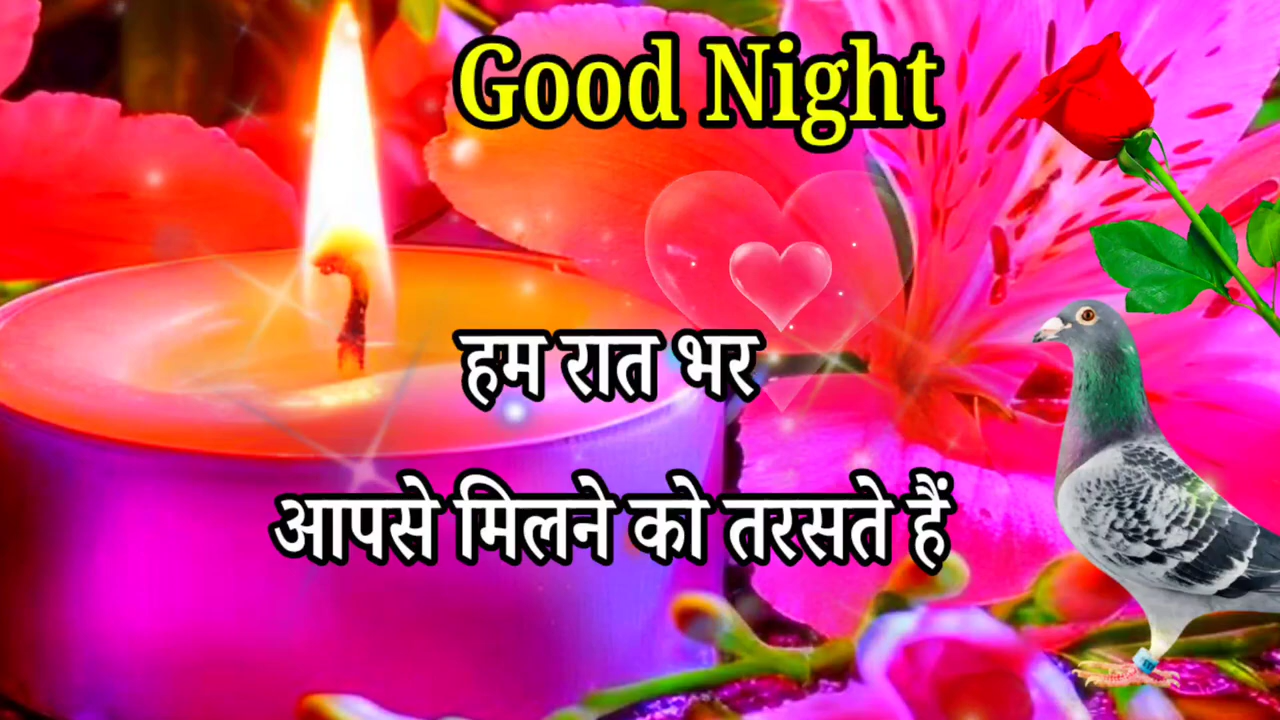 Good Night
हम रात भर
आपसे मिलने को तरसते हैं